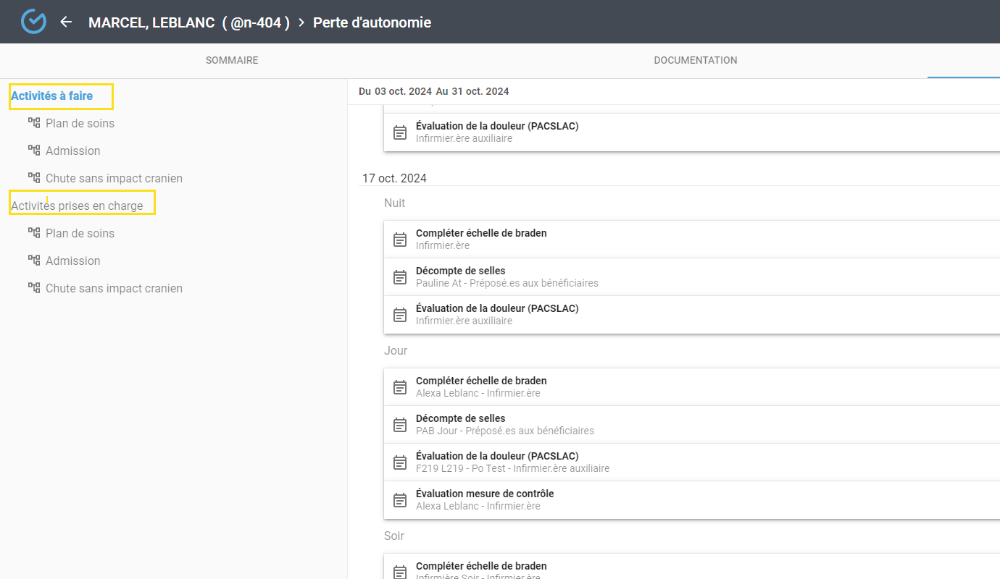 MARCEL, LEBLANC ( @n-404 ) > Perte d'autonomie
SOMMAIRE
DOCUMENTATION
Activités à faire
Plan de soins
Admission
Chute sans impact cranien
Activités prises en charge
Plan de soins
Admission
Chute sans impact cranien
Du 03 oct. 2024 Au 31 oct. 2024
Évaluation de la douleur (PACSLAC)
Infirmier.ère auxiliaire
17 oct. 2024
Nuit
Compléter échelle de braden
Infirmier.ère
Décompte de selles
Pauline At - Préposé.es aux bénéficiaires
Évaluation de la douleur (PACSLAC)
Infirmier.ère auxiliaire
Jour
Compléter échelle de braden
Alexa Leblanc - Infirmier.ère
Décompte de selles
PAB Jour - Préposé.es aux bénéficiaires
Évaluation de la douleur (PACSLAC)
F219 L219 - Po Test - Infirmier.ère auxiliaire
Évaluation mesure de contrôle
Alexa Leblanc - Infirmier.ère
Soir
Compléter échelle de braden
Infirmière Soir - Infirmier.ère